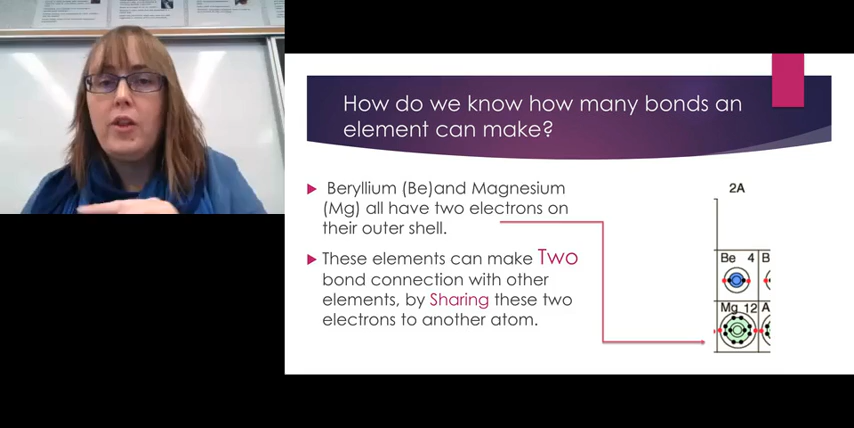 How do we know how many bonds an
element can make?
Beryllium (Be)and Magnesium
(Mg) all have two electrons on
their outer shell.
These elements can make Two
bond connection with other
elements, by Sharing these two
electrons to another atom.
2A
Be 4 B
Mg 12 A